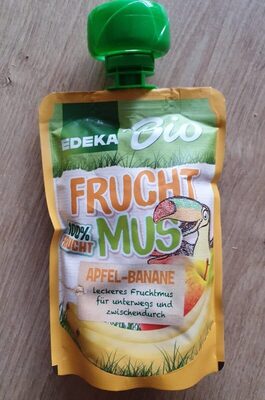 EDEKA Bio
FRUCHT
100%
FRUCHT
MUS
APFEL-BANANE
Leckeres Fruchtmus
für unterwegs und
zwischendurch